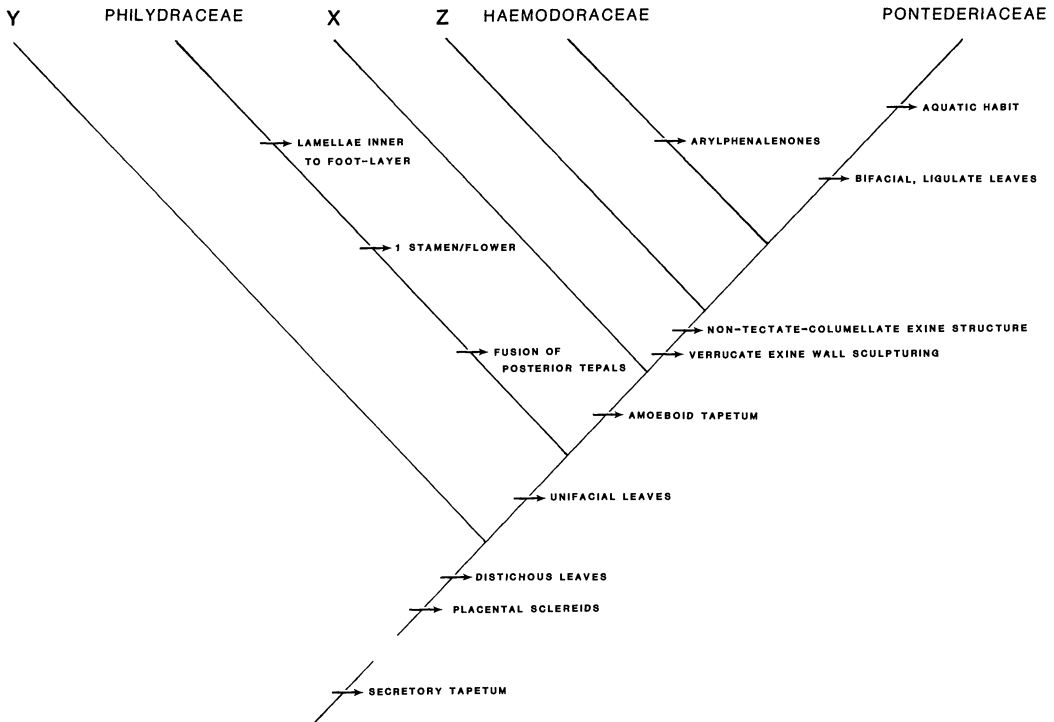 Y PHILYDRACEAE X Z HAEMODORACEAE PONTEDERIACEAE
AQUATIC HABIT
LAMELLAE INNER
TO FOOT-LAYER
ARYLPHENALENONES
BIFACIAL, LIGULATE LEAVES
1 STAMEN/FLOWER
NON-TECTATE-COLUMELLATE EXINE STRUCTURE
FUSION OF
POSTERIOR TEPALS
VERRUCATE EXINE WALL SCULPTURING
AMOEBOID TAPETUM
UNIFACIAL LEAVES
DISTICHOUS LEAVES
PLACENTAL SCLEREIDS
SECRETORY TAPETUM